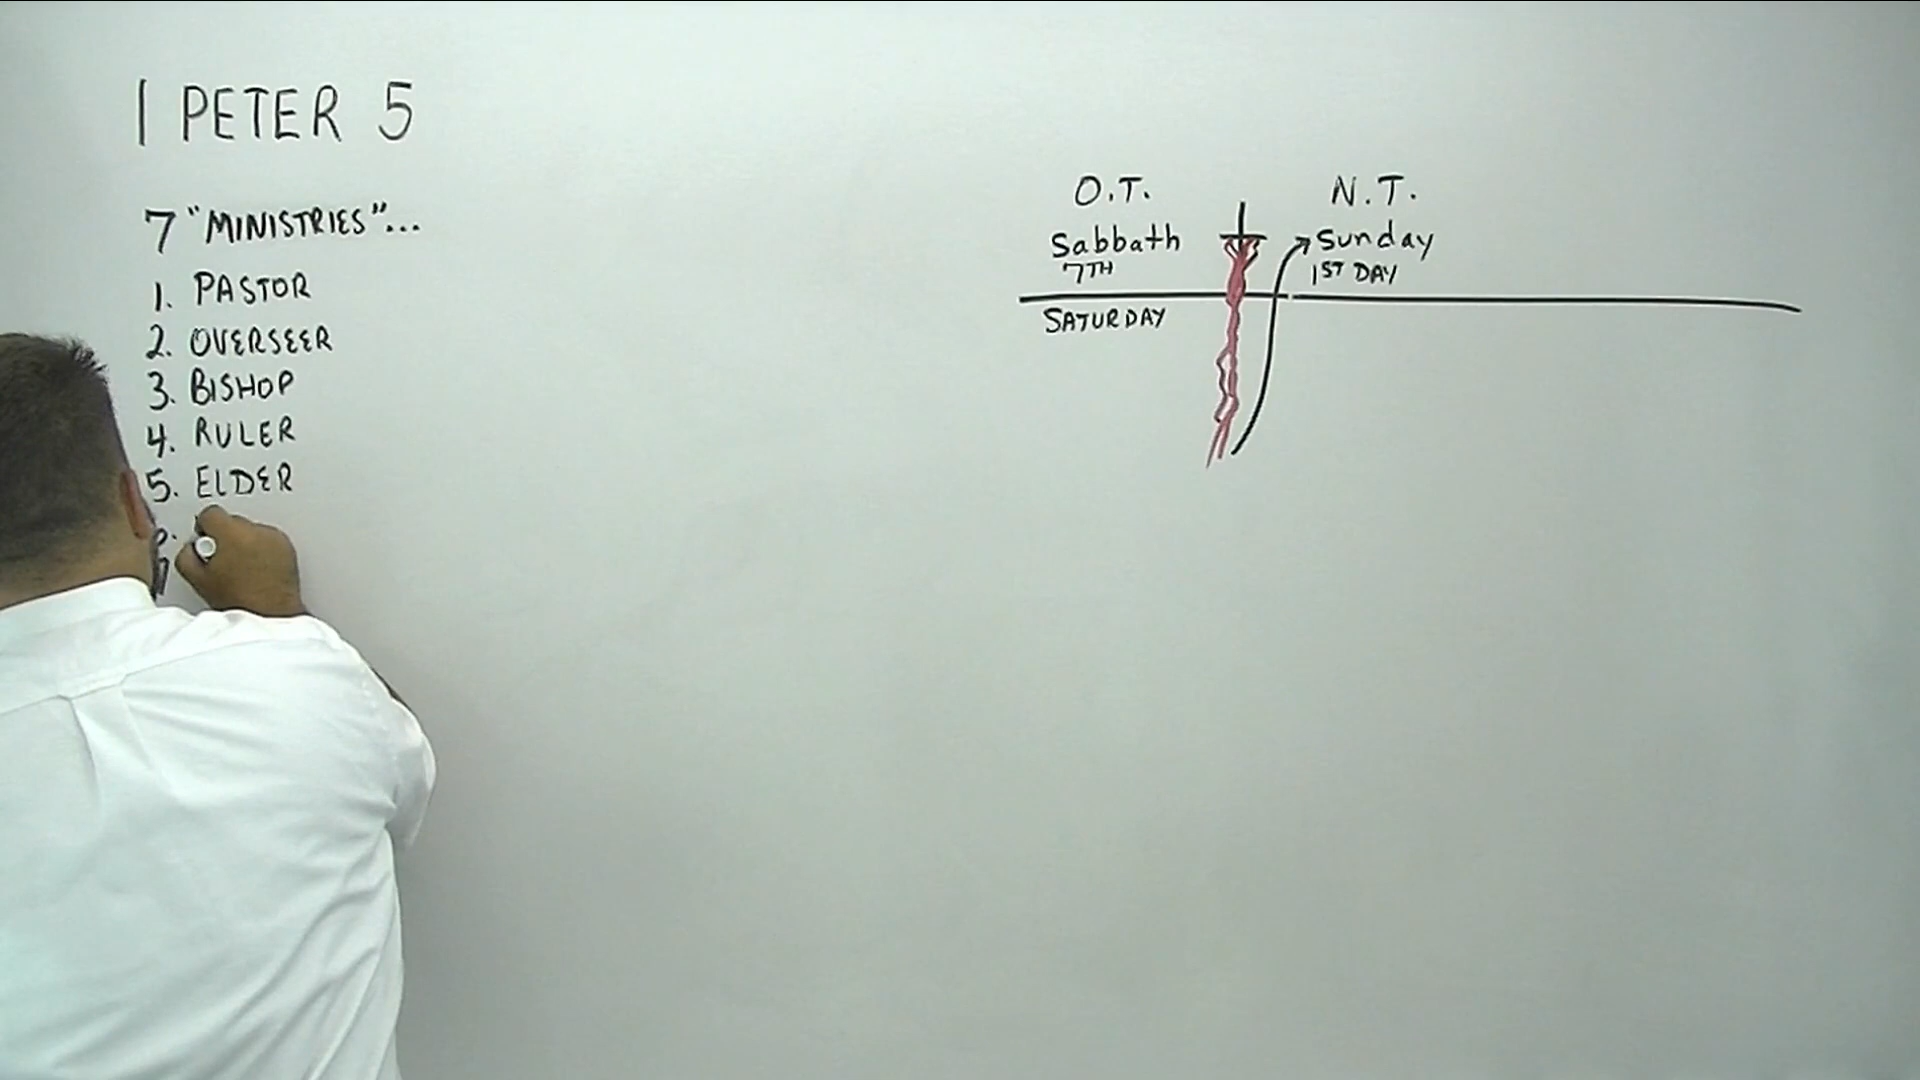 1 PETER 5
7 "MINISTRIES"...
1. PASTOR
2. OVERSEER
3. BISHOP
4. RULER
5. ELDER
O.T.
Sabbath
7TH
SATURDAY
N.T.
Sunday
1ST DAY